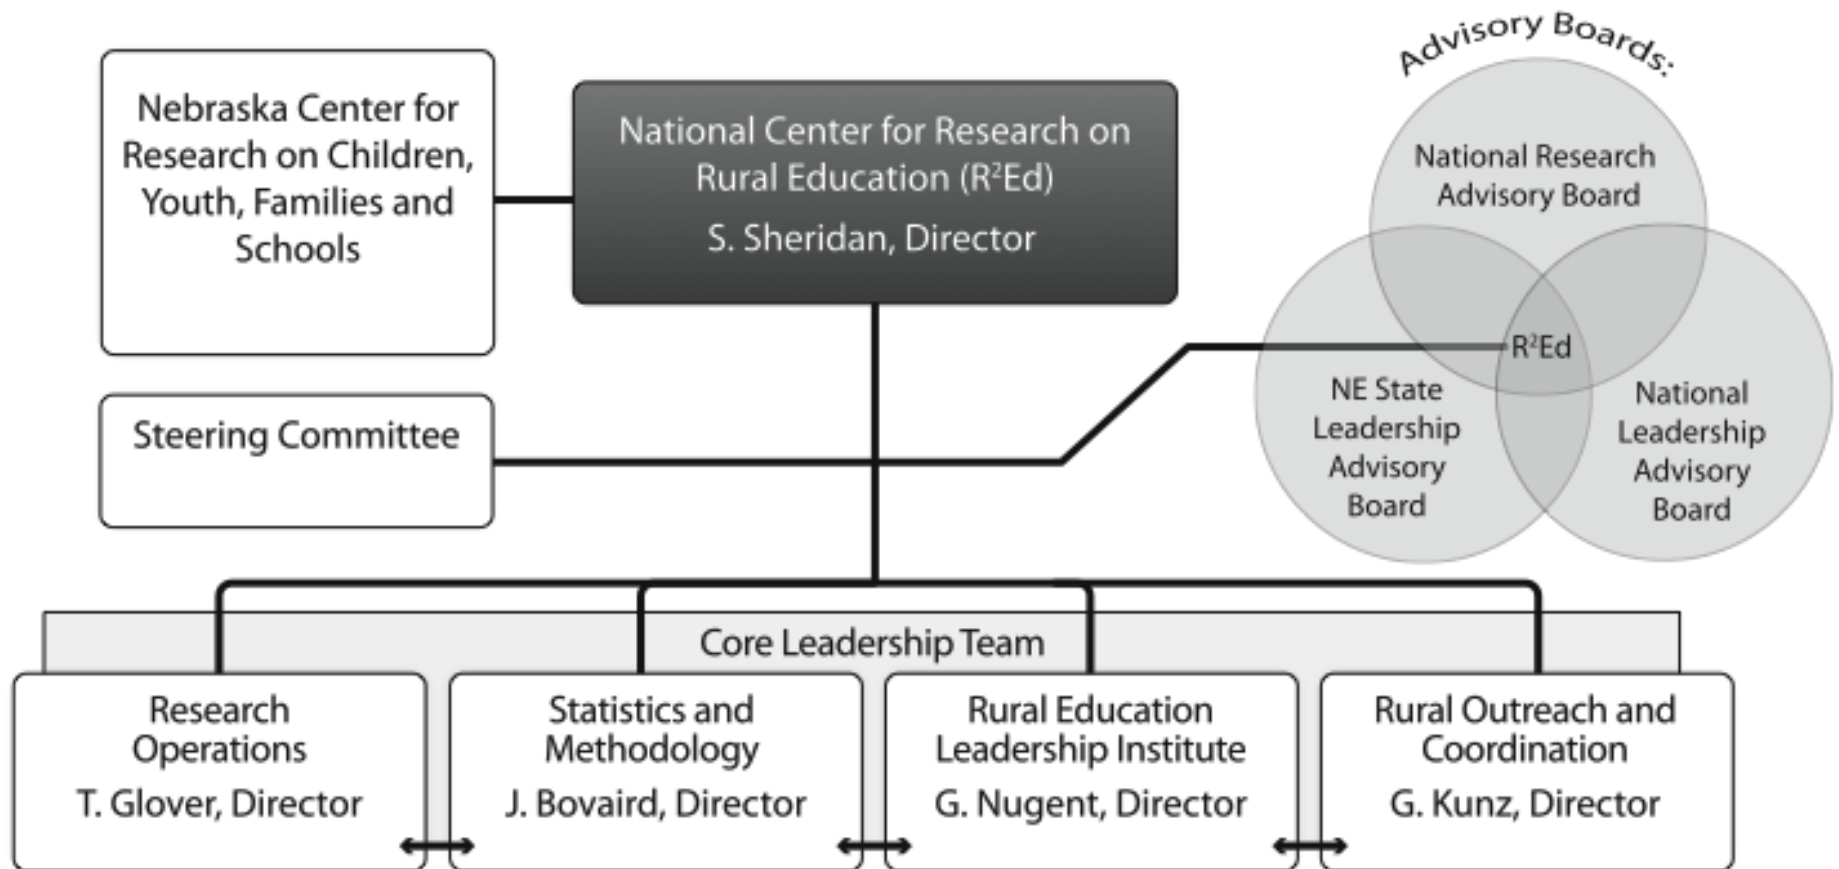 Nebraska Center for
Research on Children,
Youth, Families and
Schools
National Center for Research on
Rural Education (R²Ed)
S. Sheridan, Director
Advisory Boards:
National Research
Advisory Board
R²Ed
NE State
Leadership
Advisory
Board
National
Leadership
Advisory
Board
Steering Committee
Core Leadership Team
Research
Operations
T. Glover, Director
Statistics and
Methodology
J. Bovaird, Director
Rural Education
Leadership Institute
G. Nugent, Director
Rural Outreach and
Coordination
G. Kunz, Director